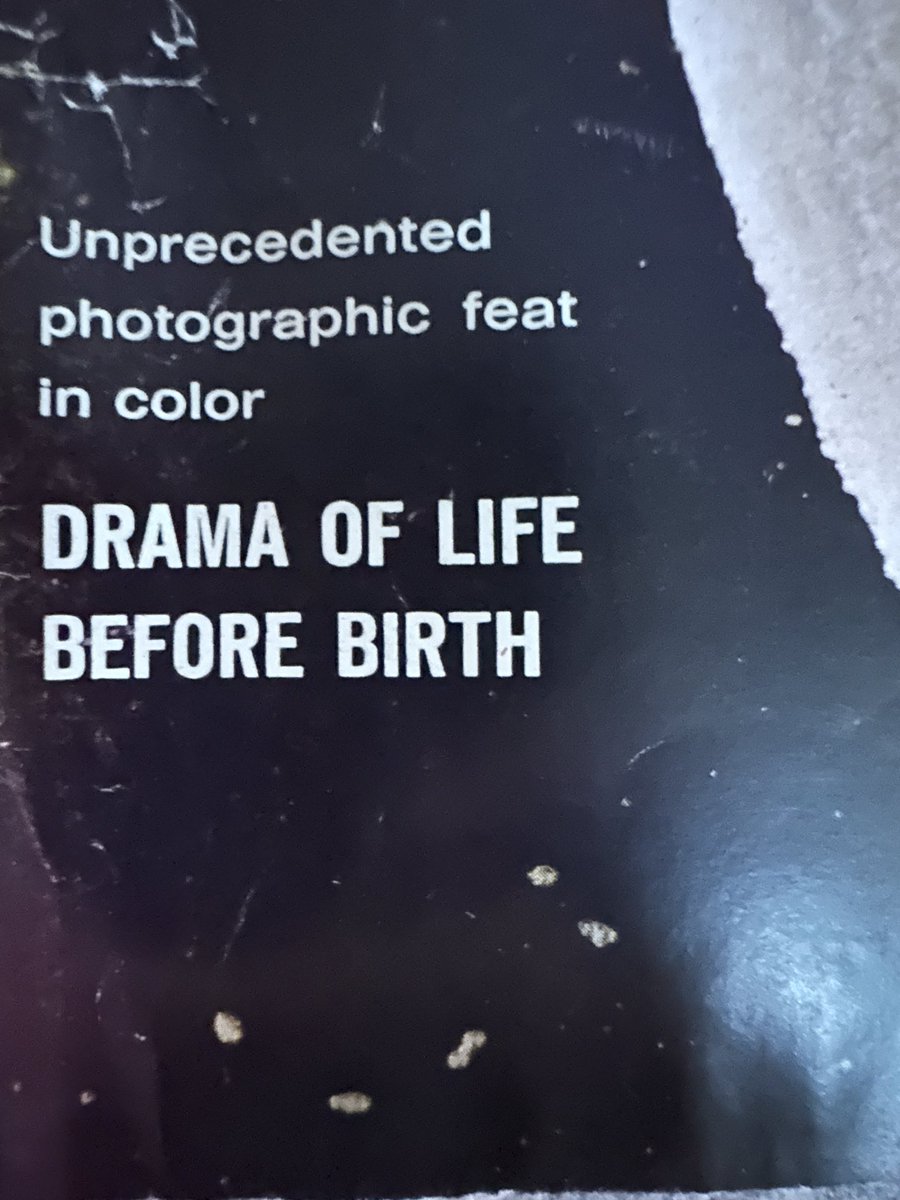 Unprecedented
photographic feat
in color
DRAMA OF LIFE
BEFORE BIRTH